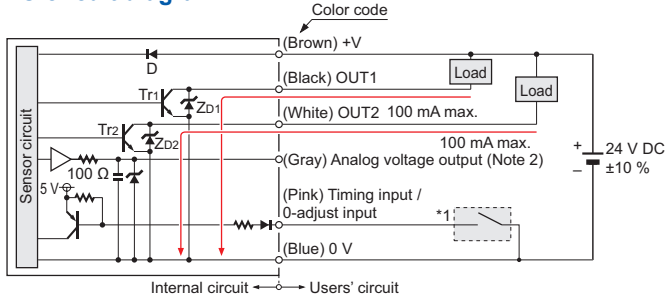 Color code
(Brown) +V
D
(Black) OUT1
Load
Load
Tr1
ZD1
(White) OUT2 100 mA max.
Tr2
ZD2
100 mA max.
Sensor circuit
(Gray) Analog voltage output (Note 2)
+ 24 V DC
– ±10 %
100 Ω
5 V
(Pink) Timing input /
0-adjust input
*1
(Blue) 0 V
Internal circuit Users' circuit